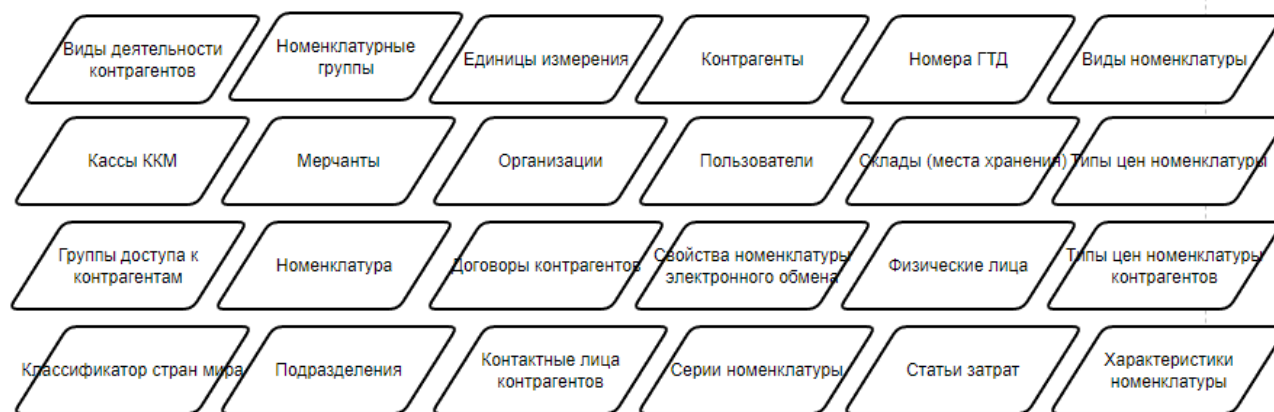 Виды деятельности
контрагентов
Номенклатурные
группы
Единицы измерения
Контрагенты
Номера ГТД
Виды номенклатуры
Кассы ККМ
Мерчанты
Организации
Пользователи
Склады (места хранения)
Типы цен номенклатуры
Группы доступа к
контрагентам
Номенклатура
Договоры контрагентов
Свойства номенклатуры
электронного обмена
Физические лица
Типы цен номенклатуры
контрагентов
Классификатор стран мира
Подразделения
Контактные лица
контрагентов
Серии номенклатуры
Статьи затрат
Характеристики
номенклатуры